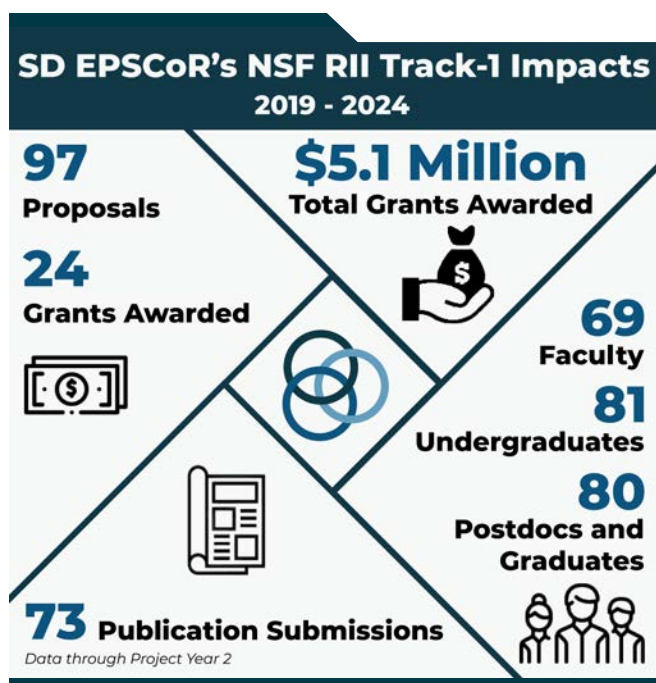 SD EPSCoR's NSF RII Track-1 Impacts
2019 - 2024
97
Proposals
24
Grants Awarded
$5.1 Million
Total Grants Awarded
$
$
69
Faculty
81
Undergraduates
80
Postdocs and
Graduates
73 Publication Submissions
Data through Project Year 2